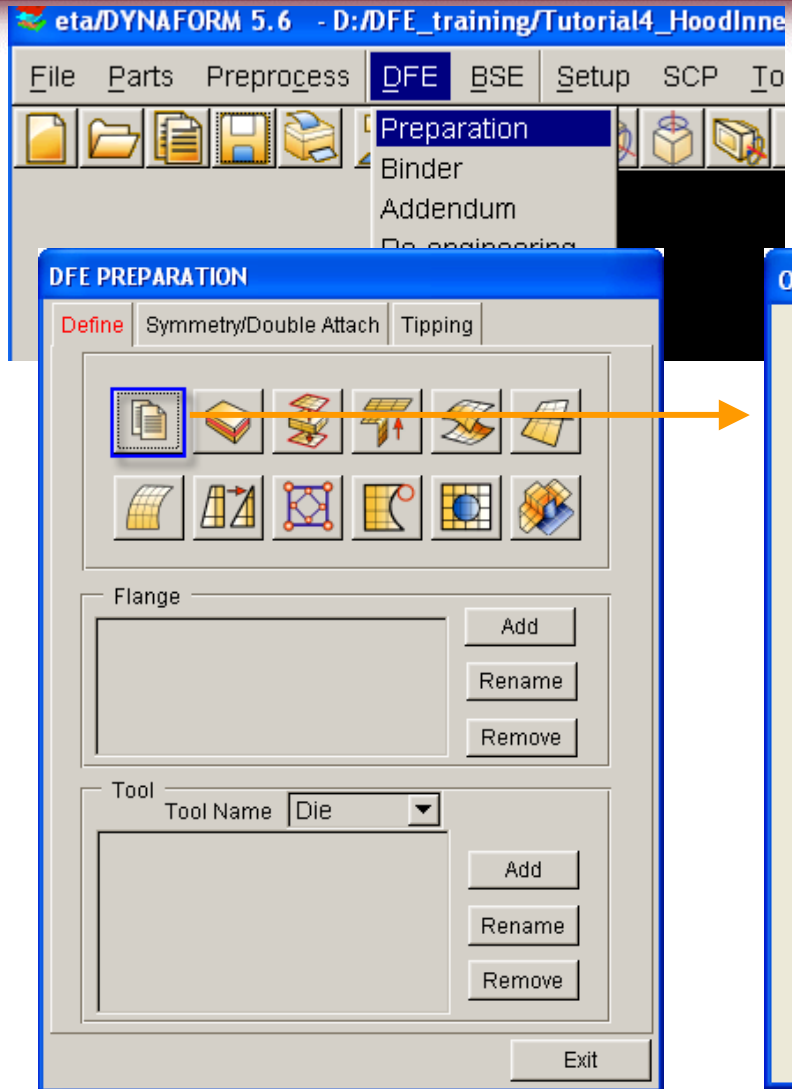 eta/DYNAFORM 5.6 - D:/DFE_training/Tutorial4_HoodInne
File Parts Preprocess DFE BSE Setup SCP To
Preparation
Binder
Addendum
DFE PREPARATION
Define Symmetry/Double Attach Tipping
Flange
Add
Rename
Remove
Tool
Tool Name Die
Add
Rename
Remove
Exit